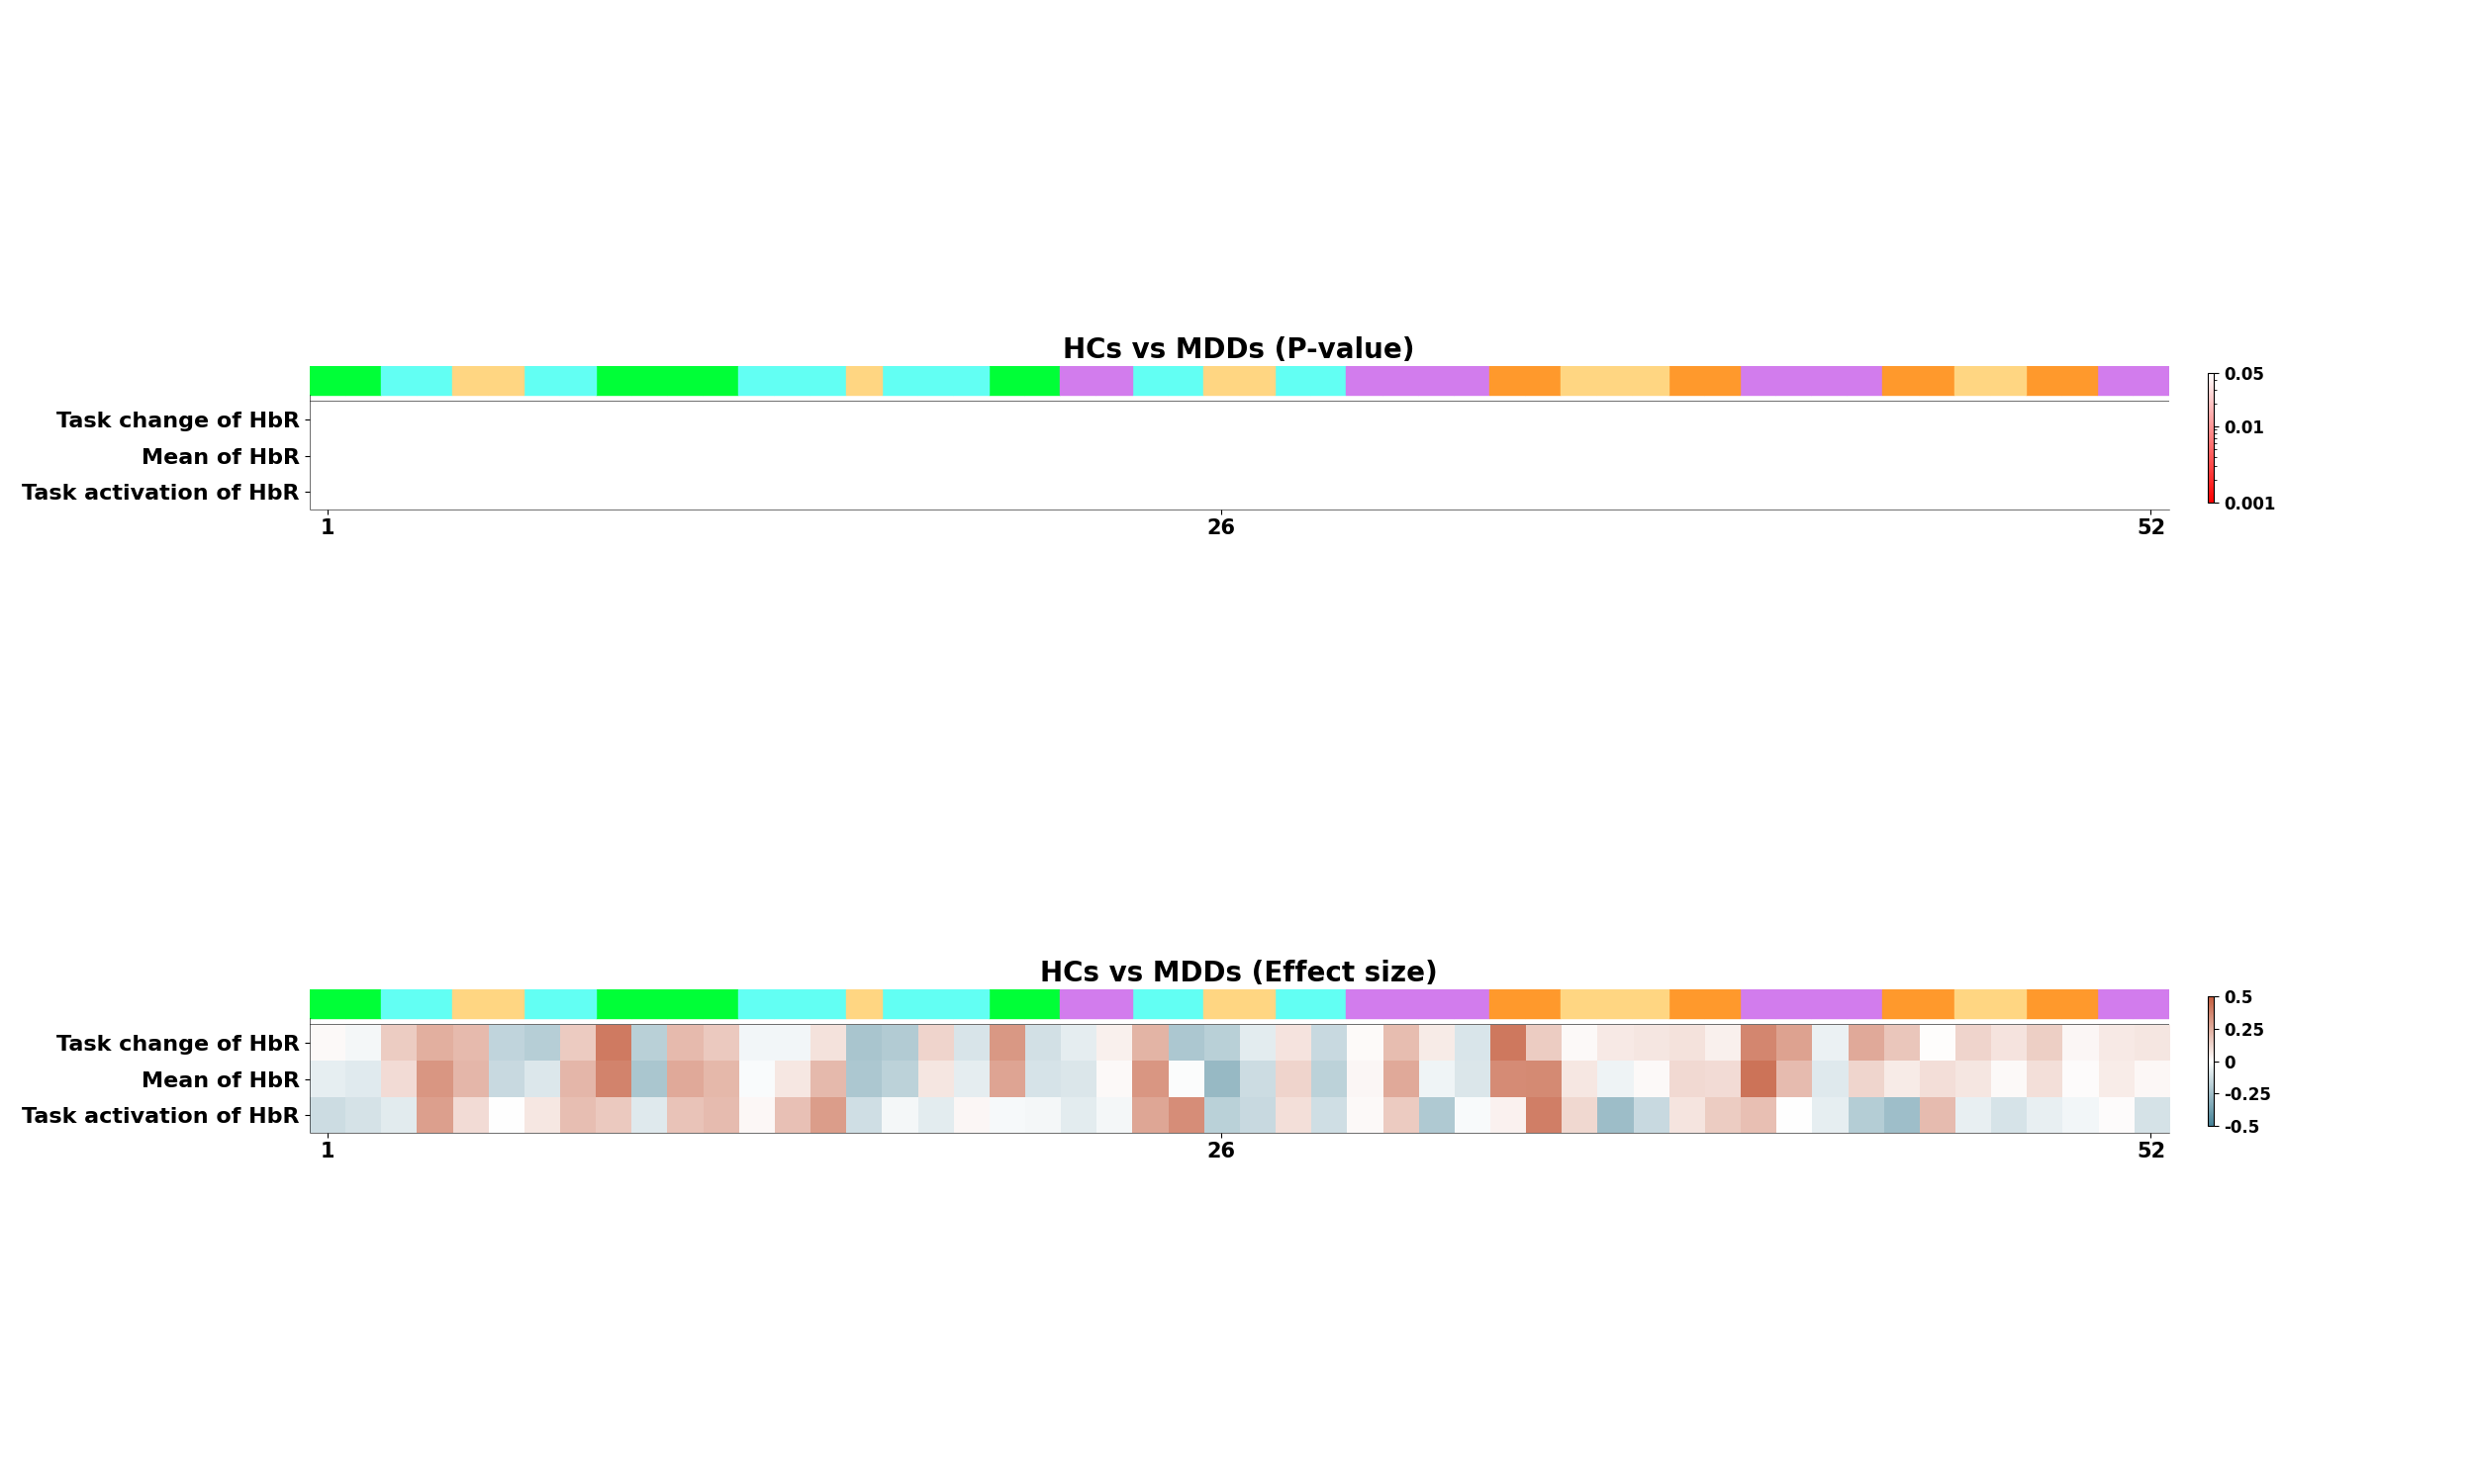 HCs vs MDDs (P-value)
Task change of HbR
Mean of HbR
Task activation of HbR
1 26 52
0.05
0.01
0.001
HCs vs MDDs (Effect size)
Task change of HbR
Mean of HbR
Task activation of HbR
1 26 52
0.5
0.25
0
-0.25
-0.5